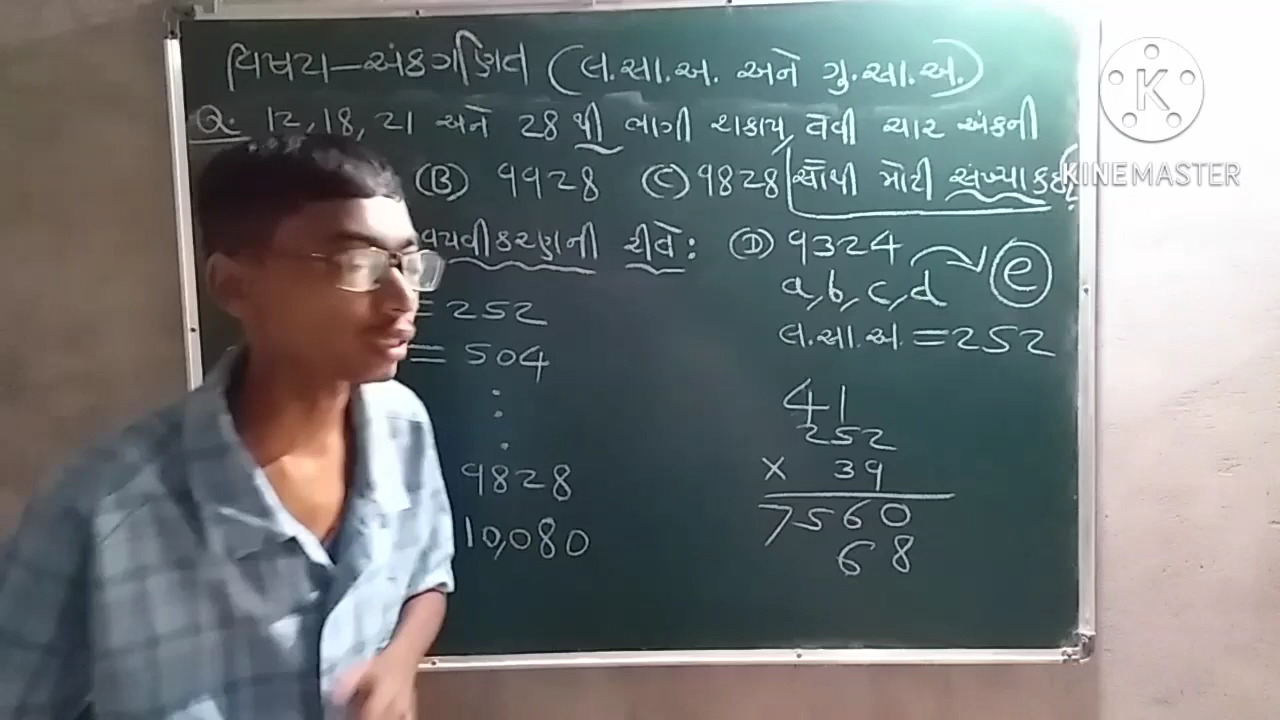 વિષય-અંકગણિત (લ.સા.અ. અને ગુ.સા.અ.)
Q. 12, 18, 21 અને 28 થી ભાગી શકાય તેવી ચાર અંકની
સૌથી મોટી સંખ્યા કઈ?
(B) 9928 (C) 9828
વયવીકરણની રીતે: (D) 9324 e
a, b, c, d
= 252
લ.સા.અ. = 252
= 504
41
252
9828
× 39
10,080
7560
68
K
KINEMASTER